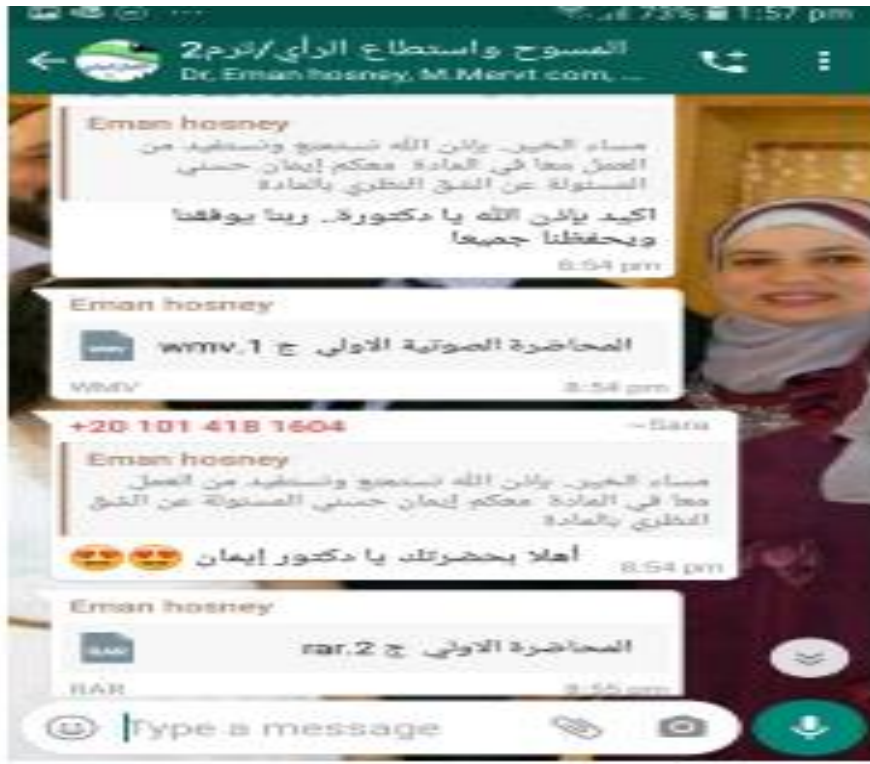 73% 1:57 pm
المسوح واستطلاع الرأي/ترم2
Dr. Eman hosney, M.Mervt com, ...
Eman hosney
مساء الخير.. بإذن الله نستمتع ونستفيد من
العمل معا في المادة معكم إيمان حسني
المسئولة عن الشق النظري بالمادة
اكيد بإذن الله يا دكتورة.. ربنا يوفقنا
ويحفظنا جميعا
8:54 pm
Eman hosney
المحاضرة الصوتية الاولي ج 1.wmv
WMV 8:54 pm
+20 101 418 1604 ~Sara
Eman hosney
مساء الخير.. بإذن الله نستمتع ونستفيد من العمل
معا في المادة معكم إيمان حسني المسئولة عن الشق
النظري بالمادة
أهلا بحضرتك يا دكتور إيمان 😍😍
8:54 pm
Eman hosney
المحاضرة الاولي ج 2.rar
RAR 8:55 pm
Type a message